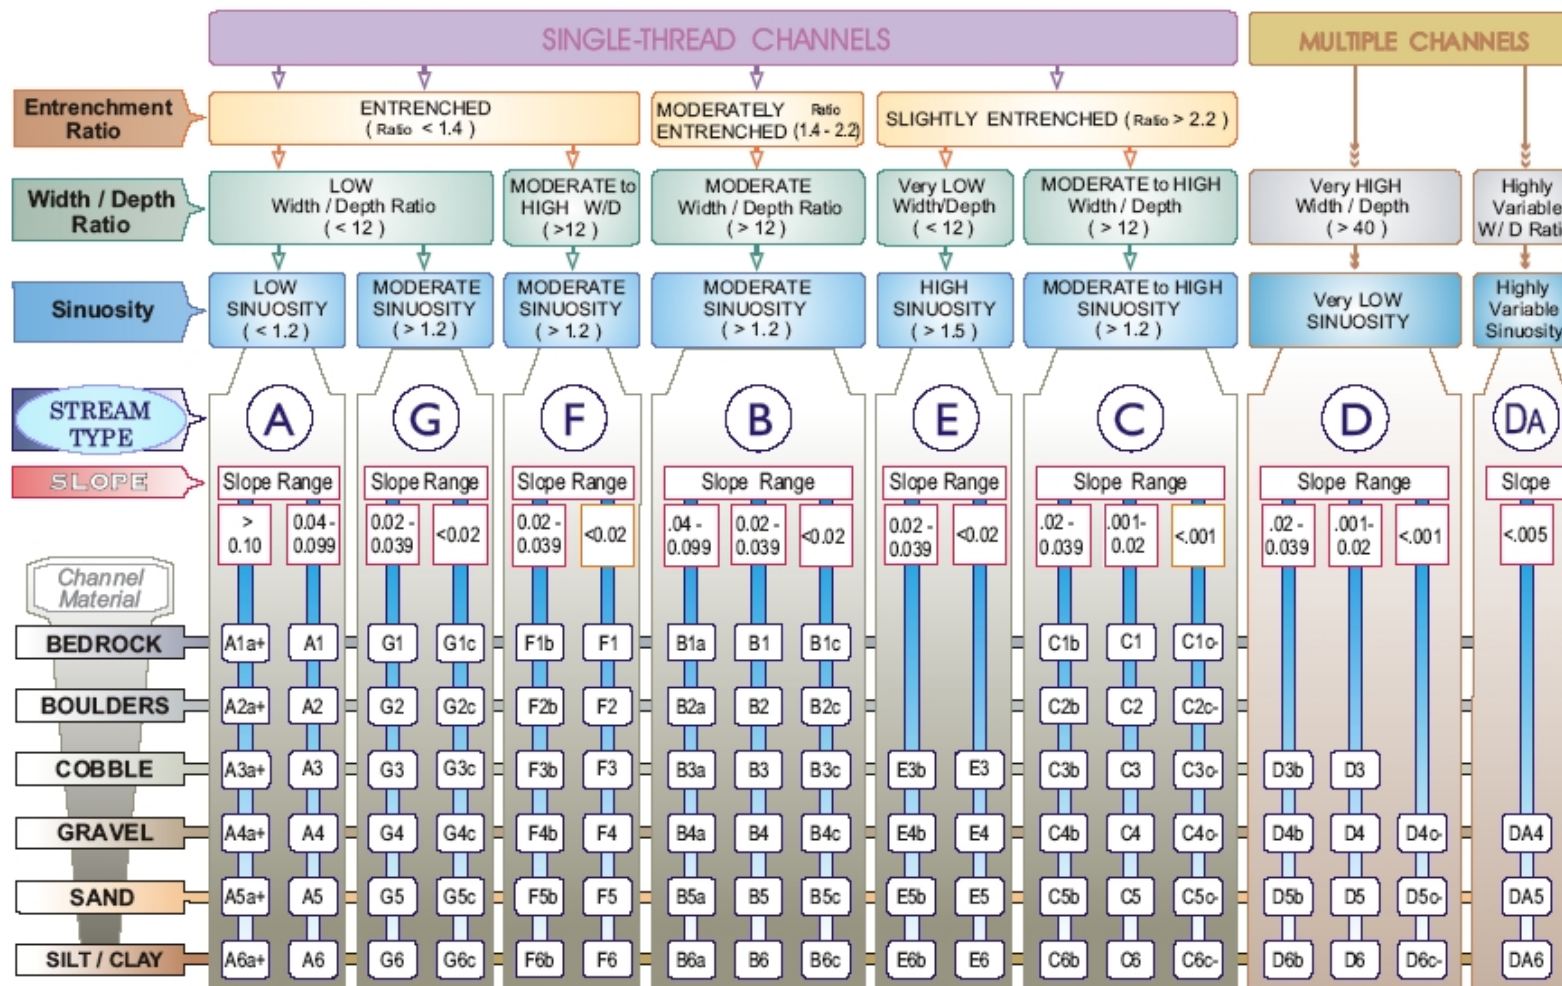 SINGLE-THREAD CHANNELS
MULTIPLE CHANNELS
Entrenchment
Ratio
ENTRENCHED
( Ratio < 1.4 )
MODERATELY Ratio
ENTRENCHED (1.4 - 2.2)
SLIGHTLY ENTRENCHED ( Ratio > 2.2 )
Width / Depth
Ratio
LOW
Width / Depth Ratio
( < 12 )
MODERATE to
HIGH W/D
( >12 )
MODERATE
Width / Depth Ratio
( > 12 )
Very LOW
Width/Depth
( < 12 )
MODERATE to HIGH
Width / Depth
( > 12 )
Very HIGH
Width / Depth
( > 40 )
Highly
Variable
W/ D Ratio
Sinuosity
LOW
SINUOSITY
( < 1.2 )
MODERATE
SINUOSITY
( > 1.2 )
MODERATE
SINUOSITY
( > 1.2 )
MODERATE
SINUOSITY
( > 1.2 )
HIGH
SINUOSITY
( > 1.5 )
MODERATE to HIGH
SINUOSITY
( > 1.2 )
Very LOW
SINUOSITY
Highly
Variable
Sinuosity
STREAM
TYPE
A G F B E C D DA
SLOPE
Slope Range Slope Range Slope Range Slope Range Slope Range Slope Range Slope Range Slope
>
0.10
0.04 -
0.099
0.02 -
0.039
<0.02
0.02 -
0.039
<0.02
.04 -
0.099
0.02 -
0.039
<0.02
0.02 -
0.039
<0.02
.02 -
0.039
.001-
0.02
<.001
.02 -
0.039
.001-
0.02
<.001
<.005
Channel
Material
BEDROCK A1a+ A1 G1 G1c F1b F1 B1a B1 B1c C1b C1 C1c-
BOULDERS A2a+ A2 G2 G2c F2b F2 B2a B2 B2c C2b C2 C2c-
COBBLE A3a+ A3 G3 G3c F3b F3 B3a B3 B3c E3b E3 C3b C3 C3c- D3b D3
GRAVEL A4a+ A4 G4 G4c F4b F4 B4a B4 B4c E4b E4 C4b C4 C4c- D4b D4 D4c- DA4
SAND A5a+ A5 G5 G5c F5b F5 B5a B5 B5c E5b E5 C5b C5 C5c- D5b D5 D5c- DA5
SILT / CLAY A6a+ A6 G6 G6c F6b F6 B6a B6 B6c E6b E6 C6b C6 C6c- D6b D6 D6c- DA6